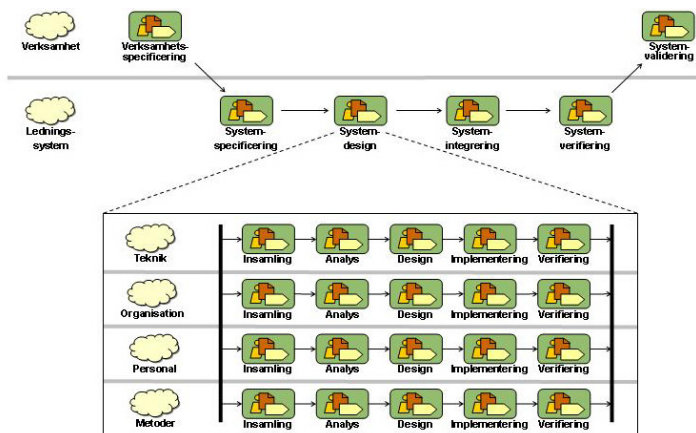 Verksamhet
Verksamhets-
specificering
System-
validering
Lednings-
system
System-
specificering
System-
design
System-
integrering
System-
verifiering
Teknik
Insamling
Analys
Design
Implementering
Verifiering
Organisation
Insamling
Analys
Design
Implementering
Verifiering
Personal
Insamling
Analys
Design
Implementering
Verifiering
Metoder
Insamling
Analys
Design
Implementering
Verifiering